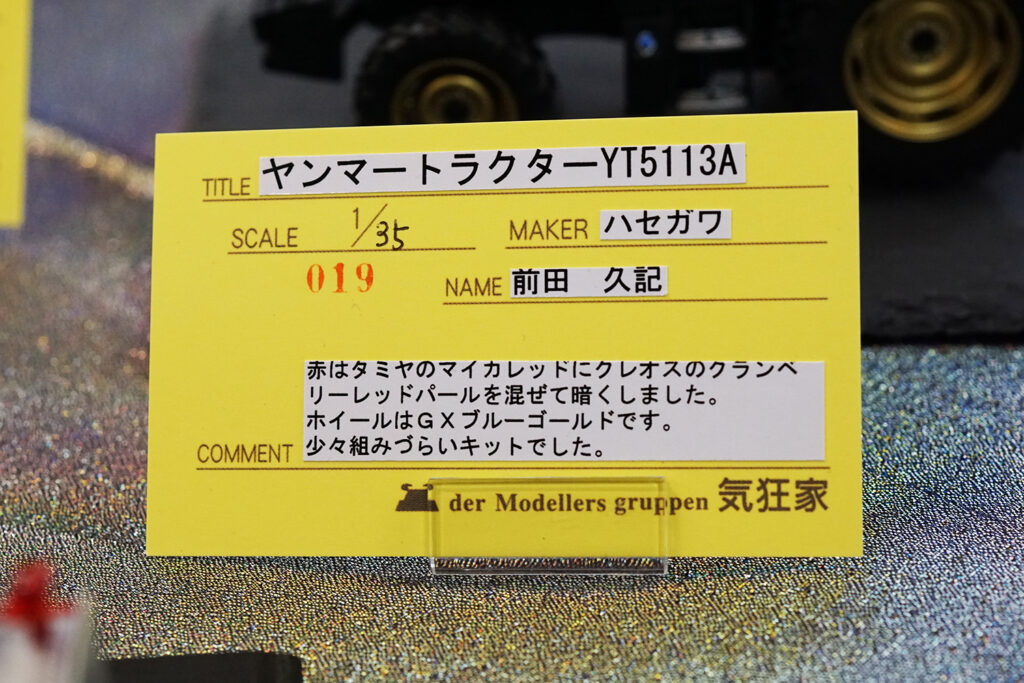 TITLE ヤンマートラクターYT5113A
SCALE 1/35 MAKER ハセガワ
019
NAME 前田 久記
赤はタミヤのマイカレッドにクレオスのクランベ
リーレッドパールを混ぜて暗くしました。
ホイールはGXブルーゴールドです。
少々組みづらいキットでした。
COMMENT
der Modellers gruppen 気狂家